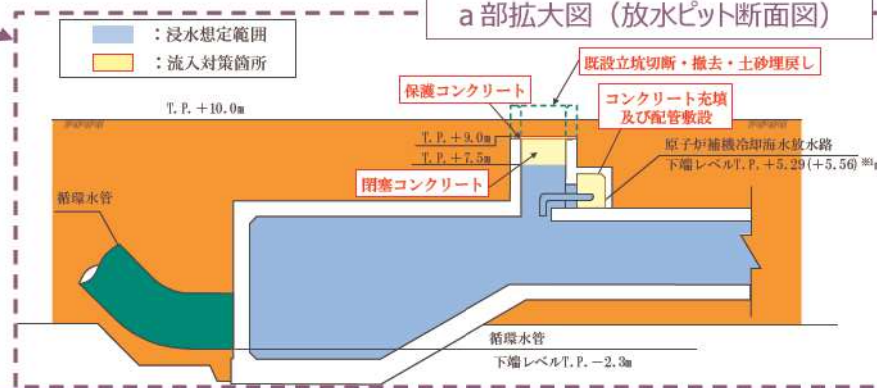 a 部拡大図（放水ピット断面図）
：浸水想定範囲
：流入対策箇所
既設立坑切断・撤去・土砂埋戻し
保護コンクリート
コンクリート充填
及び配管敷設
T.P.+10.0m
T.P.+9.0m
T.P.+7.5m
原子炉補機冷却海水放水路
下端レベルT.P.+5.29(+5.56)※1m
閉塞コンクリート
循環水管
循環水管
下端レベルT.P.−2.3m